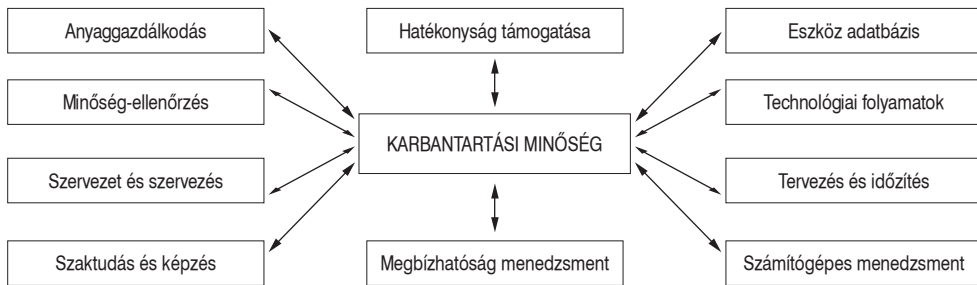 Anyaggazdálkodás
Hatékonyság támogatása
Eszköz adatbázis
Minőség-ellenőrzés
Technológiai folyamatok
KARBANTARTÁSI MINŐSÉG
Szervezet és szervezés
Tervezés és időzítés
Szaktudás és képzés
Megbízhatóság menedzsment
Számítógépes menedzsment